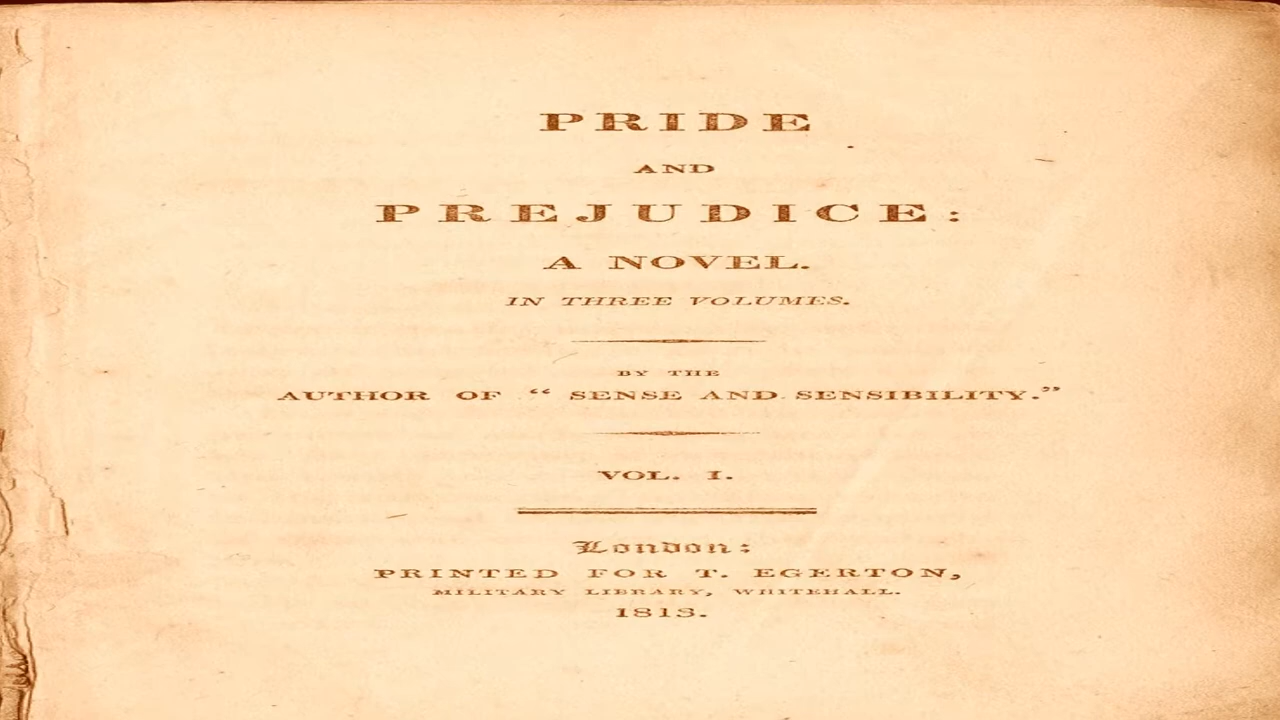 PRIDE
AND
PREJUDICE:
A NOVEL.
IN THREE VOLUMES.
BY THE
AUTHOR OF “ SENSE AND SENSIBILITY.”
VOL. I.
London:
PRINTED FOR T. EGERTON,
MILITARY LIBRARY, WHITEHALL.
1813.